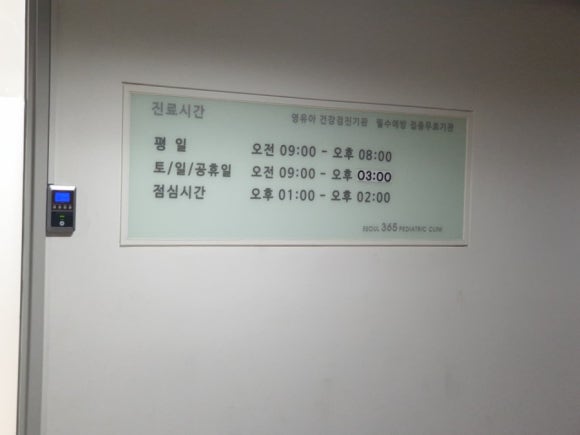 진료시간
영유아 건강검진기관 필수예방 접종무료기관
평 일 오전 09:00 - 오후 08:00
토/일/공휴일 오전 09:00 - 오후 03:00
점심시간 오후 01:00 - 오후 02:00
SEOUL 365 PEDIATRIC CLINIC